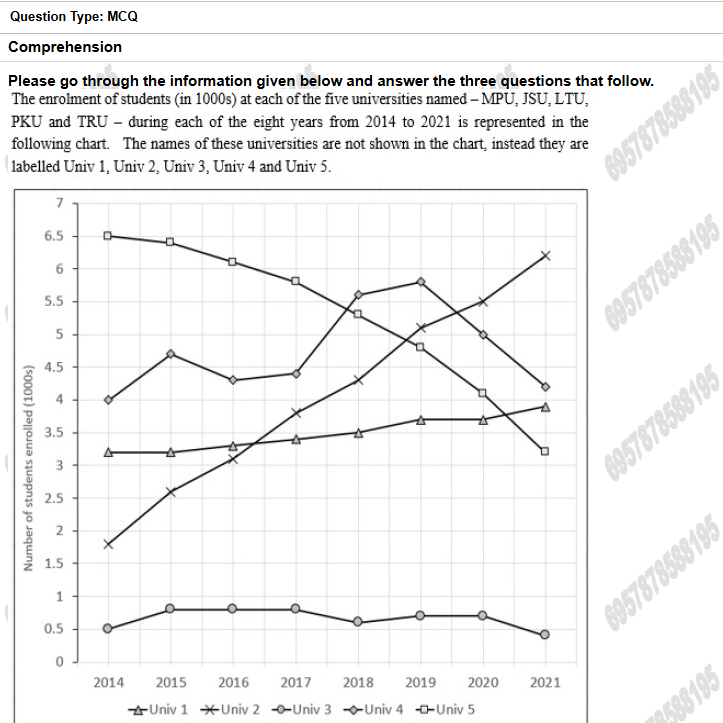 Question Type: MCQ
Comprehension
Please go through the information given below and answer the three questions that follow.
The enrolment of students (in 1000s) at each of the five universities named – MPU, JSU, LTU,
PKU and TRU – during each of the eight years from 2014 to 2021 is represented in the
following chart. The names of these universities are not shown in the chart, instead they are
labelled Univ 1, Univ 2, Univ 3, Univ 4 and Univ 5.
Number of students enrolled (1000s)
7
6.5
6
5.5
5
4.5
4
3.5
3
2.5
2
1.5
1
0.5
0
2014 2015 2016 2017 2018 2019 2020 2021
Univ 1 Univ 2 Univ 3 Univ 4 Univ 5
6957878588195
6957878588195
6957878588195
6957878588195
6957878588195